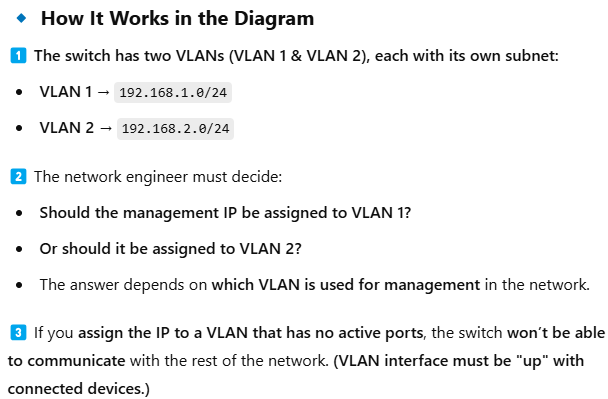 🔹 How It Works in the Diagram
1️⃣ The switch has two VLANs (VLAN 1 & VLAN 2), each with its own subnet:
• VLAN 1 → 192.168.1.0/24
• VLAN 2 → 192.168.2.0/24
2️⃣ The network engineer must decide:
• Should the management IP be assigned to VLAN 1?
• Or should it be assigned to VLAN 2?
• The answer depends on which VLAN is used for management in the network.
3️⃣ If you assign the IP to a VLAN that has no active ports, the switch won’t be able
to communicate with the rest of the network. (VLAN interface must be "up" with
connected devices.)